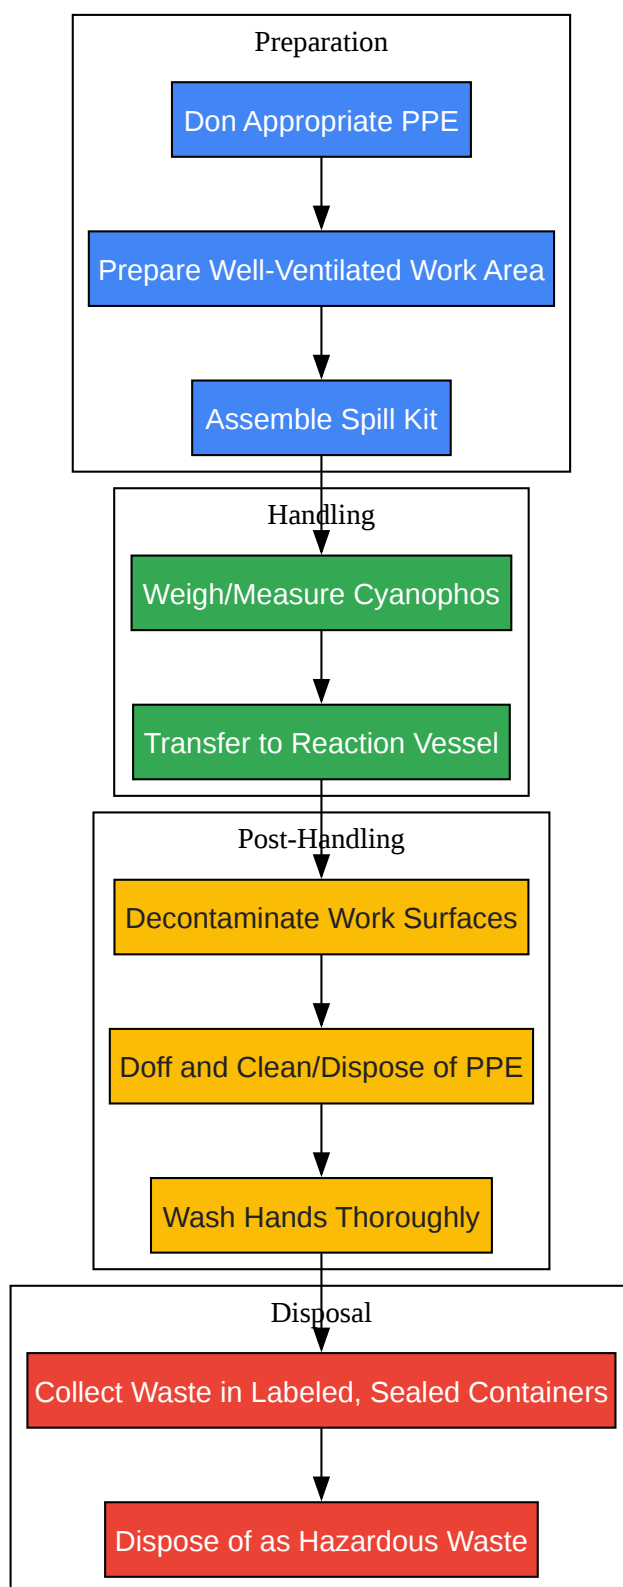 Preparation
Don Appropriate PPE
Prepare Well-Ventilated Work Area
Assemble Spill Kit
Handling
Weigh/Measure Cyanophos
Transfer to Reaction Vessel
Post-Handling
Decontaminate Work Surfaces
Doff and Clean/Dispose of PPE
Wash Hands Thoroughly
Disposal
Collect Waste in Labeled, Sealed Containers
Dispose of as Hazardous Waste